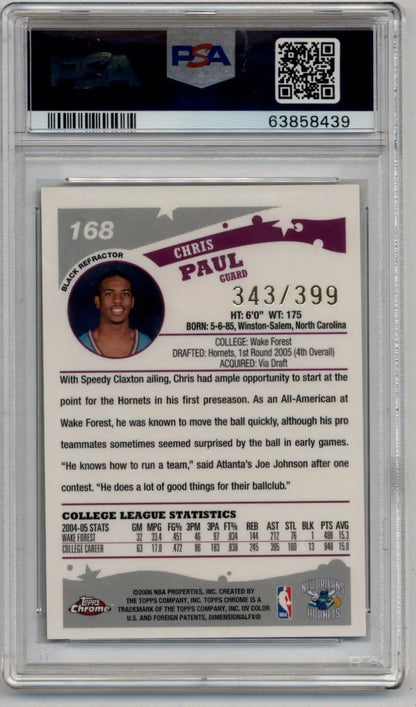 PSA
PSA
63858439
168
CHRIS
PAUL
GUARD
BLACK REFRACTOR
343/399
HT: 6'0" WT: 175
BORN: 5-6-85, Winston-Salem, North Carolina
COLLEGE: Wake Forest
DRAFTED: Hornets, 1st Round 2005 (4th Overall)
ACQUIRED: Via Draft
With Speedy Claxton ailing, Chris had ample opportunity to start at
point for the Hornets in his first preseason. As an All-American at
Wake Forest, he was known to move the ball quickly, although his pro
teammates sometimes seemed surprised by the ball in early games.
"He knows how to run a team," said Atlanta's Joe Johnson after one
contest. "He does a lot of good things for their ballclub."
COLLEGE LEAGUE STATISTICS
2004-05 STATS GM MPG FG% 3PM 3PA FT% REB AST STL BLK PTS AVG
WAKE FOREST 32 33.4 .451 46 97 .834 144 212 76 1 488 15.3
COLLEGE CAREER 63 .472 86 183 .838 245 395 160 13 948 15.0
©2006 NBA PROPERTIES, INC. CREATED BY
THE TOPPS COMPANY, INC. TOPPS CHROME IS A
TRADEMARK OF THE TOPPS COMPANY, INC. UV COLOR
U.S. AND FOREIGN PATENTS, DIMENSIONALFX®
Topps
Chrome
NBA
NEW ORLEANS
HORNETS
PSA